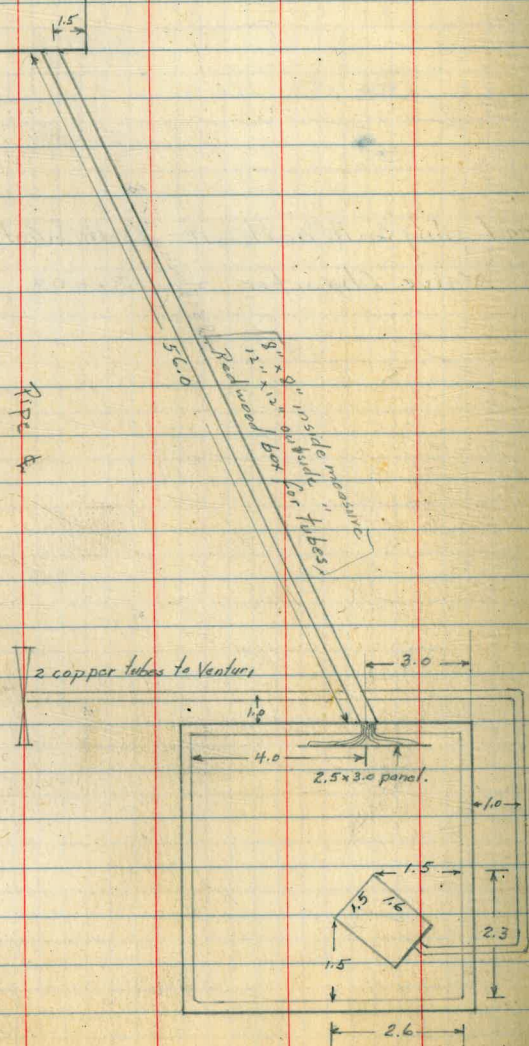 1.5
56.0
8" x 8" inside measure
12" x 12" outside "
Redwood box for tubes
Pipe ℄
2 copper tubes to Venturi
3.0
1.0
4.0
2.5 x 3.0 panel.
1.0
1.5
1.5 1.6
2.3
1.5
2.6